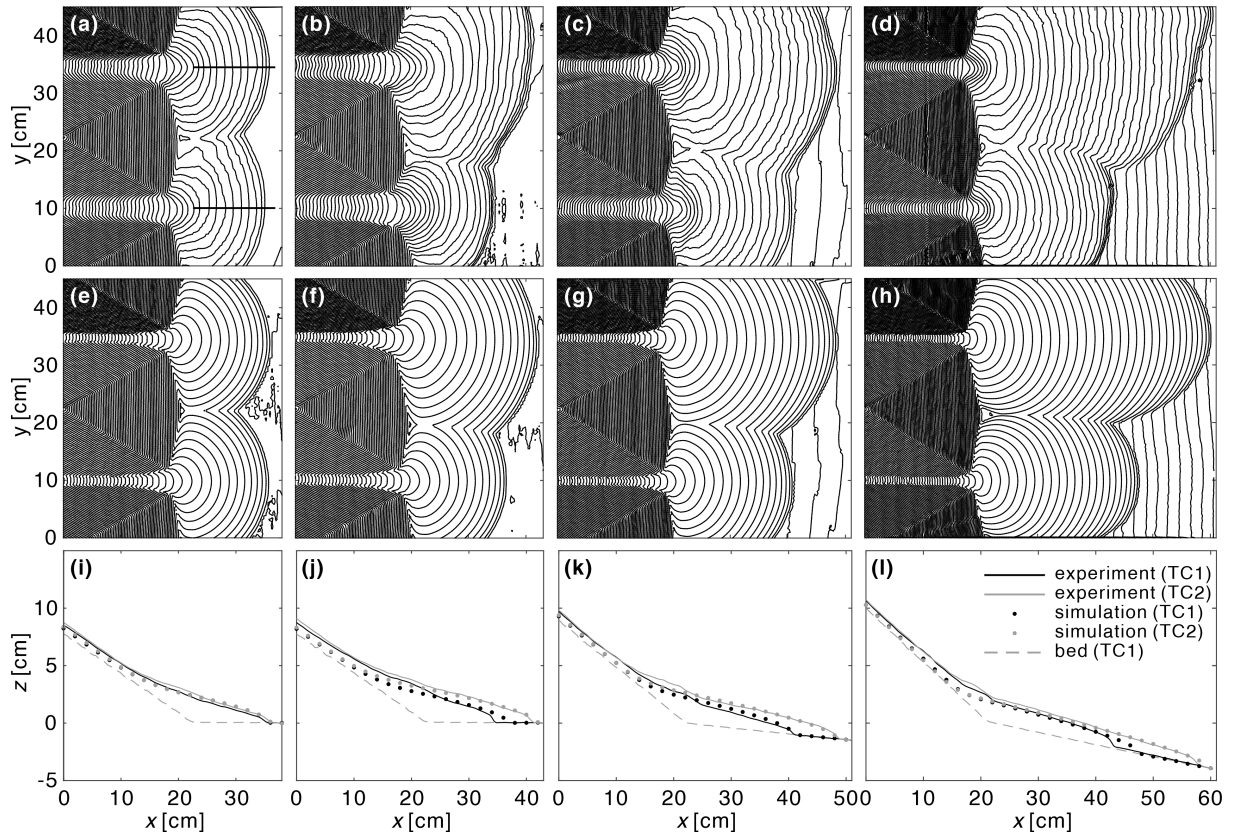 (a) (b) (c) (d)
40
30
y [cm]
20
10
0
(e) (f) (g) (h)
40
30
y [cm]
20
10
0
(i) (j) (k) (l)
experiment (TC1)
experiment (TC2)
simulation (TC1)
simulation (TC2)
bed (TC1)
10
5
z [cm]
0
-5
0 10 20 30 0 10 20 30 40 0 10 20 30 40 50 0 10 20 30 40 50 60
x [cm] x [cm] x [cm] x [cm]